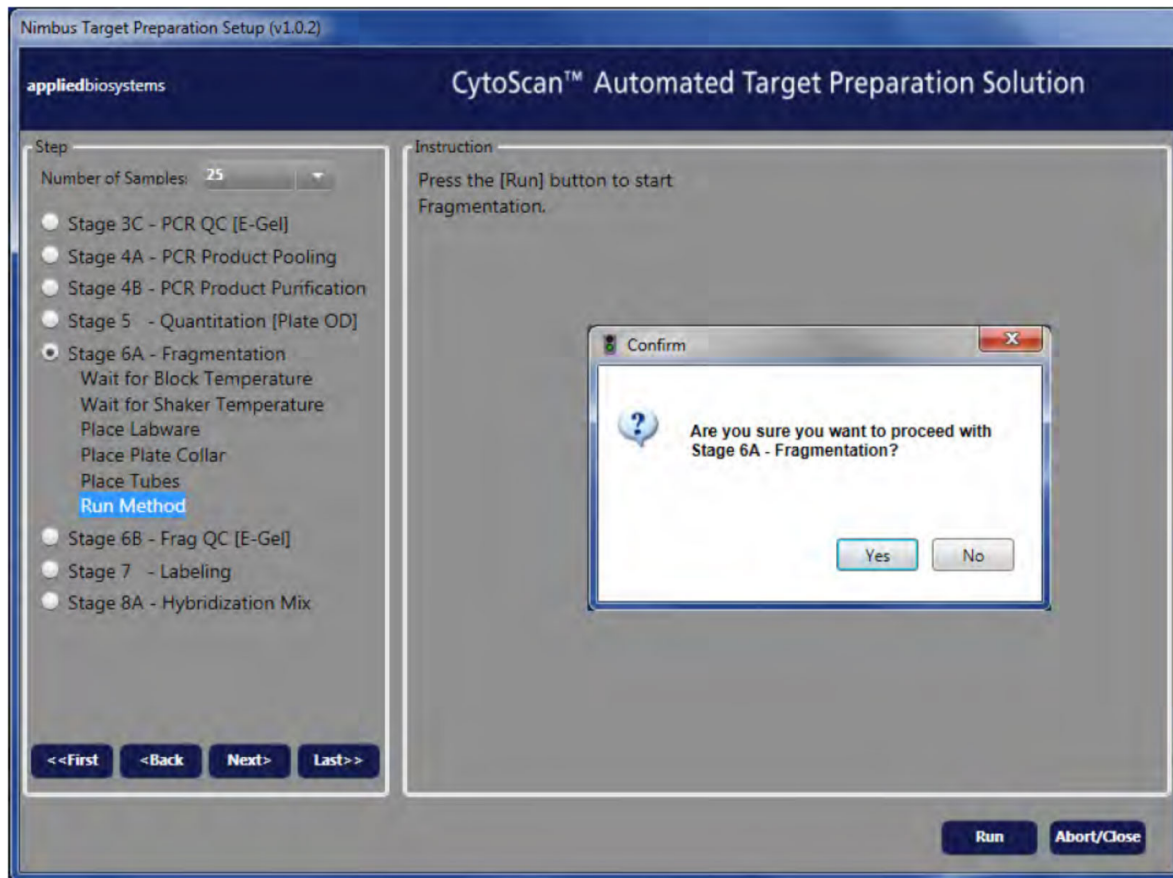 Nimbus Target Preparation Setup (v1.0.2)
appliedbiosystems
CytoScan™ Automated Target Preparation Solution
Step
Number of Samples: 25
Stage 3C - PCR QC [E-Gel]
Stage 4A - PCR Product Pooling
Stage 4B - PCR Product Purification
Stage 5 - Quantitation [Plate OD]
Stage 6A - Fragmentation
Wait for Block Temperature
Wait for Shaker Temperature
Place Labware
Place Plate Collar
Place Tubes
Run Method
Stage 6B - Frag QC [E-Gel]
Stage 7 - Labeling
Stage 8A - Hybridization Mix
<<First <Back Next> Last>>
Instruction
Press the [Run] button to start
Fragmentation.
Confirm
Are you sure you want to proceed with
Stage 6A - Fragmentation?
Yes No
Run Abort/Close